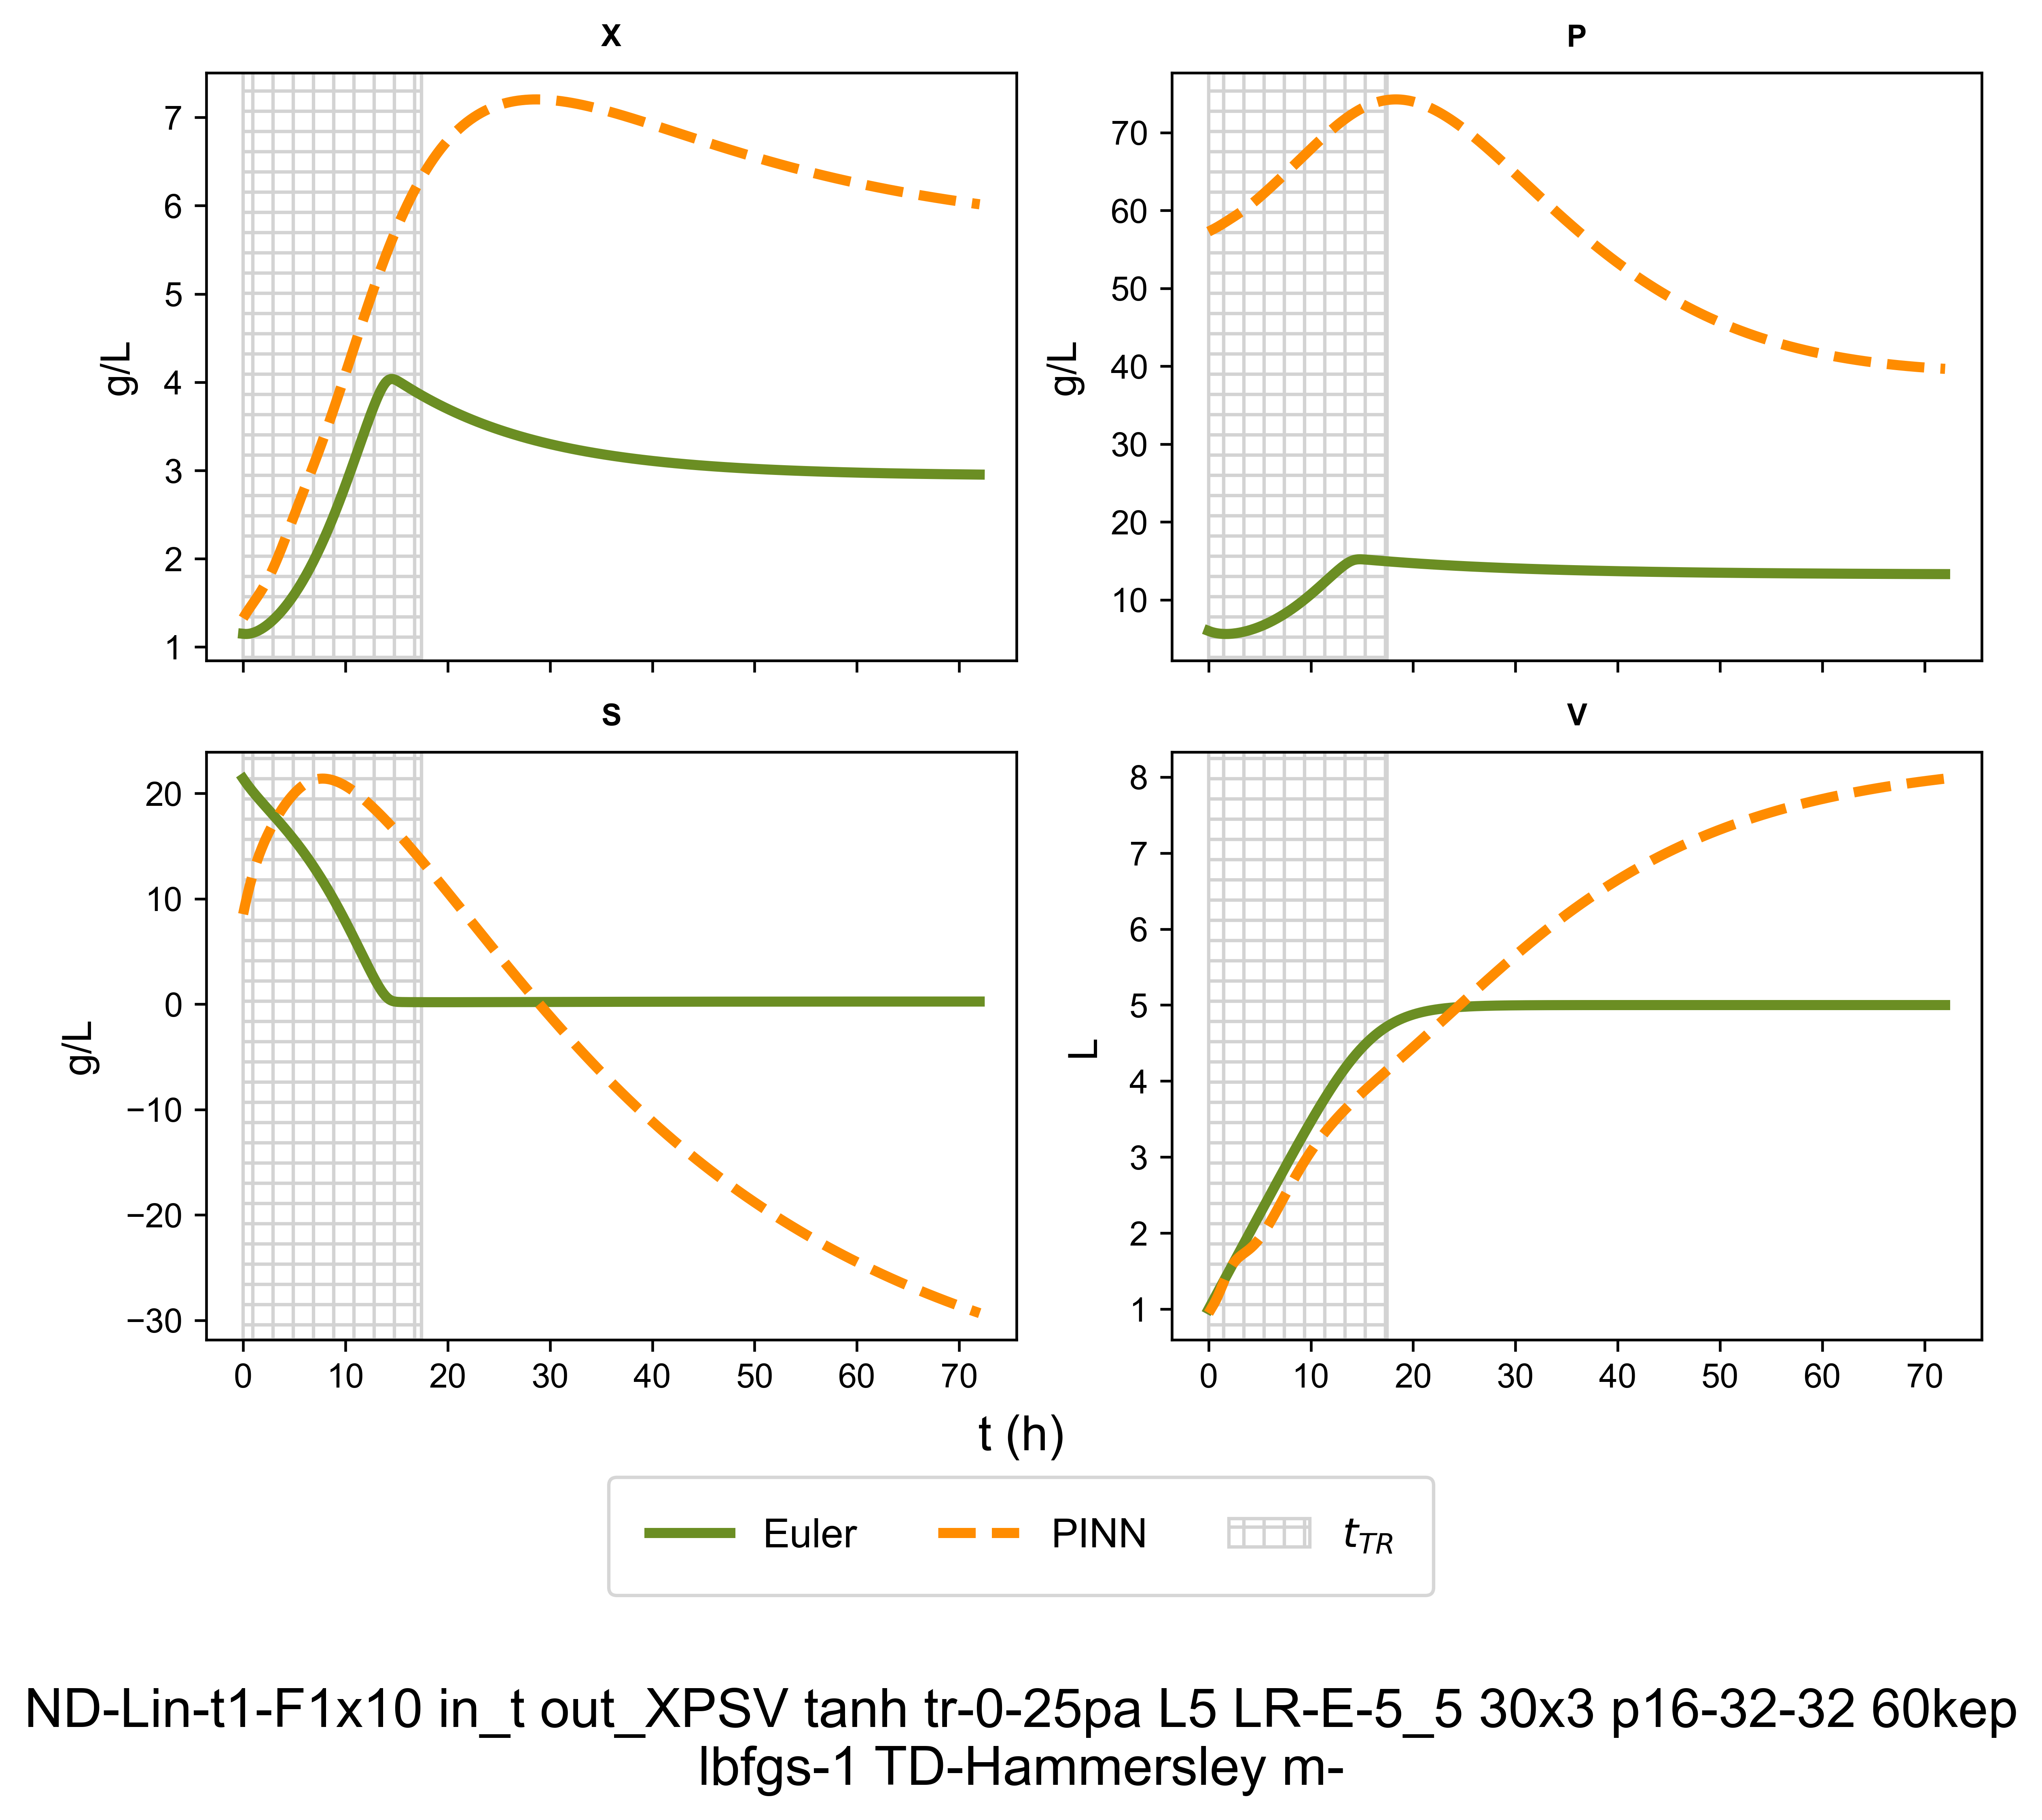 X
P
7
6
5
4
3
2
1
g/L
70
60
50
40
30
20
10
g/L
S
V
20
10
0
−10
−20
−30
g/L
0 10 20 30 40 50 60 70
8
7
6
5
4
3
2
1
L
0 10 20 30 40 50 60 70
t (h)
Euler PINN t_{TR}
ND-Lin-t1-F1x10 in_t out_XPSV tanh tr-0-25pa L5 LR-E-5_5 30x3 p16-32-32 60kep
lbfgs-1 TD-Hammersley m-